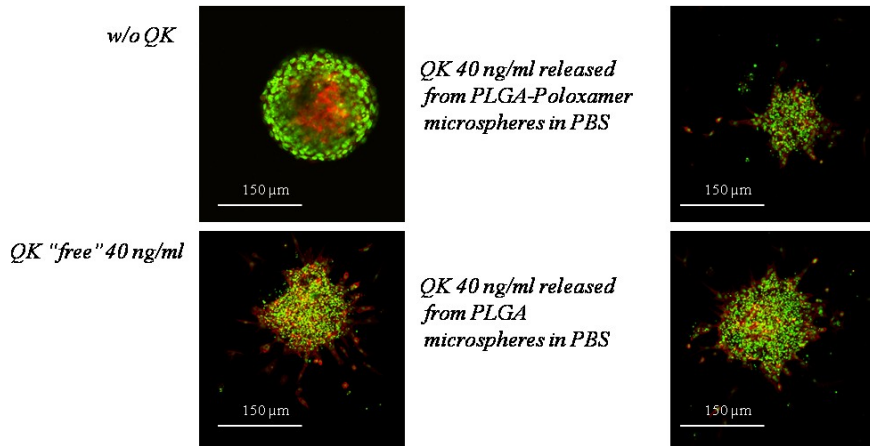 w/o QK
150 µm
QK 40 ng/ml released
from PLGA-Poloxamer
microspheres in PBS
150 µm
QK "free" 40 ng/ml
150 µm
QK 40 ng/ml released
from PLGA
microspheres in PBS
150 µm